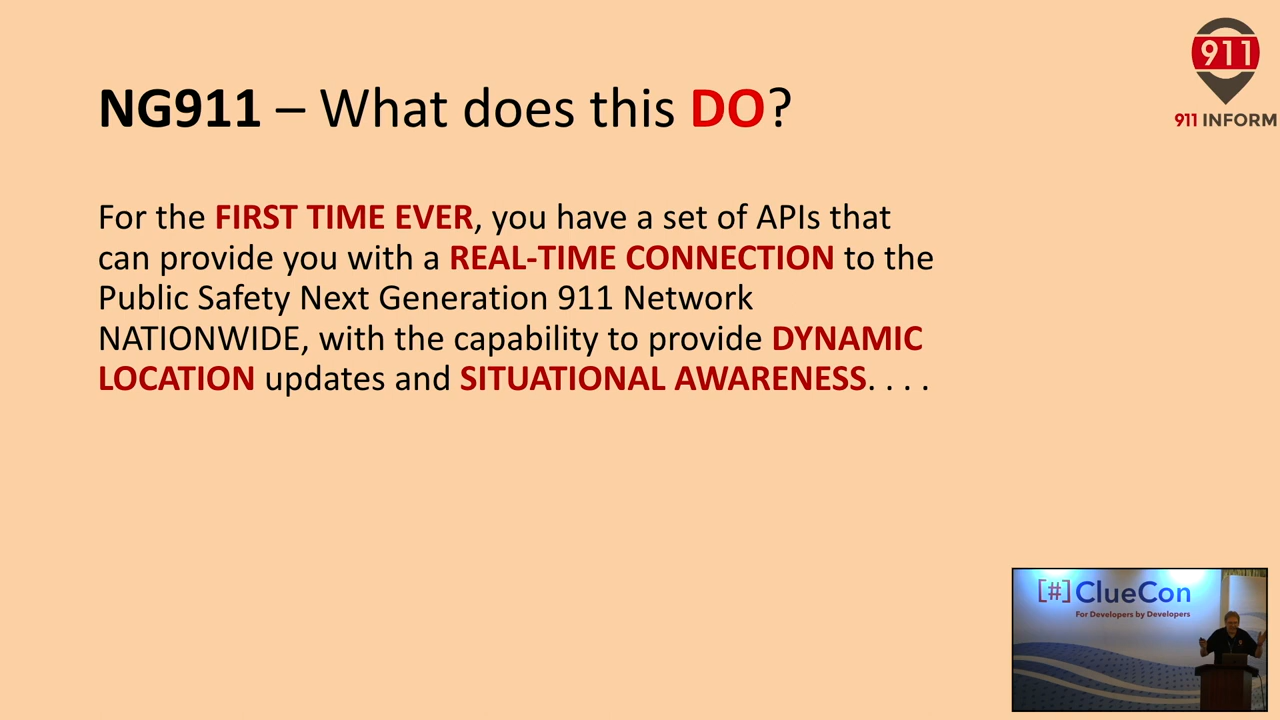 911
911 INFORM
NG911 – What does this DO?
For the FIRST TIME EVER, you have a set of APIs that
can provide you with a REAL-TIME CONNECTION to the
Public Safety Next Generation 911 Network
NATIONWIDE, with the capability to provide DYNAMIC
LOCATION updates and SITUATIONAL AWARENESS. . . .
[#]ClueCon
For Developers by Developers